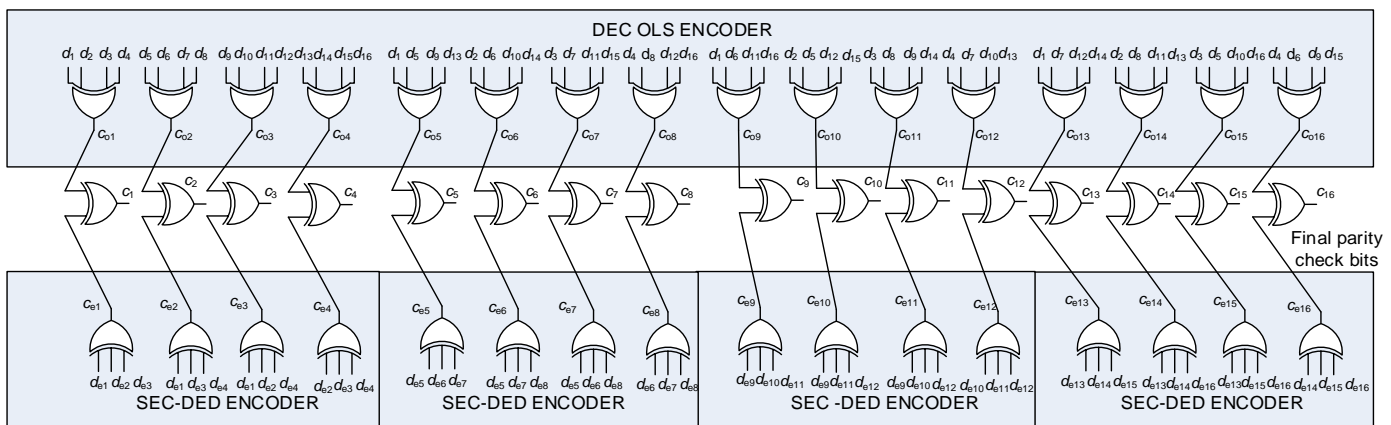 DEC OLS ENCODER
d1 d2 d3 d4 d5 d6 d7 d8 d9 d10 d11 d12 d13 d14 d15 d16 d1 d5 d9 d13 d2 d6 d10 d14 d3 d7 d11 d15 d4 d8 d12 d16 d1 d6 d11 d16 d2 d5 d12 d15 d3 d8 d9 d14 d4 d7 d10 d13 d1 d7 d12 d14 d2 d8 d11 d13 d3 d5 d10 d16 d4 d6 d9 d15
co1 co2 co3 co4 co5 co6 co7 co8 co9 co10 co11 co12 co13 co14 co15 co16
c1 c2 c3 c4 c5 c6 c7 c8 c9 c10 c11 c12 c13 c14 c15 c16
Final parity
check bits
ce1 ce2 ce3 ce4 ce5 ce6 ce7 ce8 ce9 ce10 ce11 ce12 ce13 ce14 ce15 ce16
de1 de2 de3 de1 de3 de4 de1 de2 de4 de2 de3 de4 de5 de6 de7 de5 de7 de8 de5 de6 de8 de6 de7 de8 de9 de10 de11 de9 de11 de12 de9 de10 de12 de10 de11 de12 de13 de14 de15 de13 de14 de16 de13 de15 de16 de14 de15 de16
SEC-DED ENCODER SEC-DED ENCODER SEC -DED ENCODER SEC-DED ENCODER